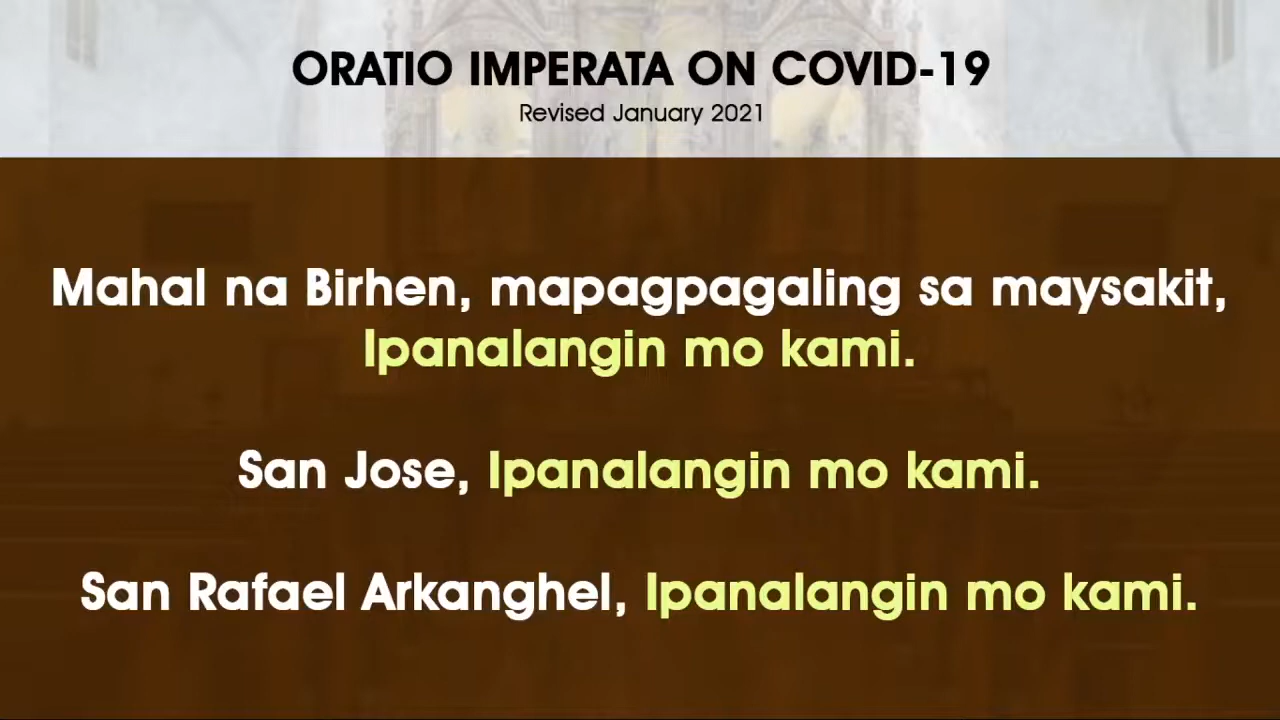 ORATIO IMPERATA ON COVID-19
Revised January 2021
Mahal na Birhen, mapagpagaling sa maysakit,
Ipanalangin mo kami.
San Jose, Ipanalangin mo kami.
San Rafael Arkanghel, Ipanalangin mo kami.